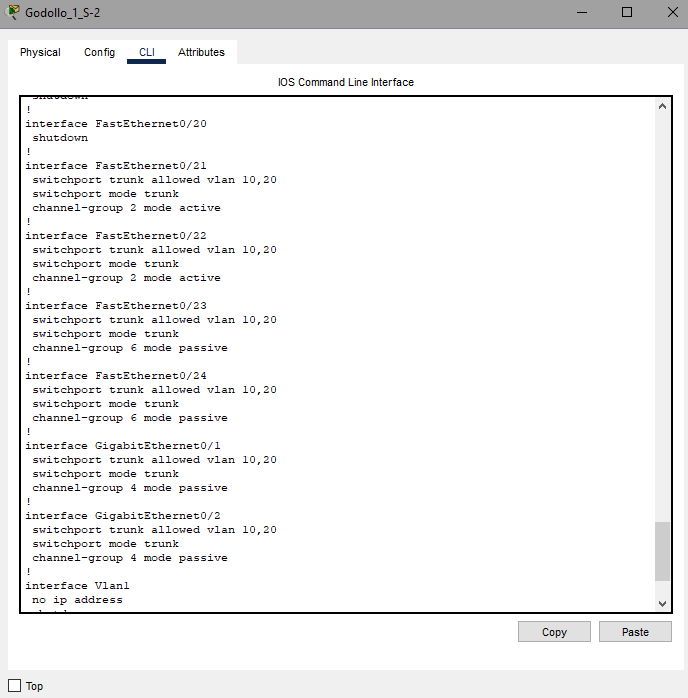 Godollo_1_S-2
Physical Config CLI Attributes
IOS Command Line Interface
shutdown
!
interface FastEthernet0/20
shutdown
!
interface FastEthernet0/21
switchport trunk allowed vlan 10,20
switchport mode trunk
channel-group 2 mode active
!
interface FastEthernet0/22
switchport trunk allowed vlan 10,20
switchport mode trunk
channel-group 2 mode active
!
interface FastEthernet0/23
switchport trunk allowed vlan 10,20
switchport mode trunk
channel-group 6 mode passive
!
interface FastEthernet0/24
switchport trunk allowed vlan 10,20
switchport mode trunk
channel-group 6 mode passive
!
interface GigabitEthernet0/1
switchport trunk allowed vlan 10,20
switchport mode trunk
channel-group 4 mode passive
!
interface GigabitEthernet0/2
switchport trunk allowed vlan 10,20
switchport mode trunk
channel-group 4 mode passive
!
interface Vlan1
no ip address
Copy Paste
Top